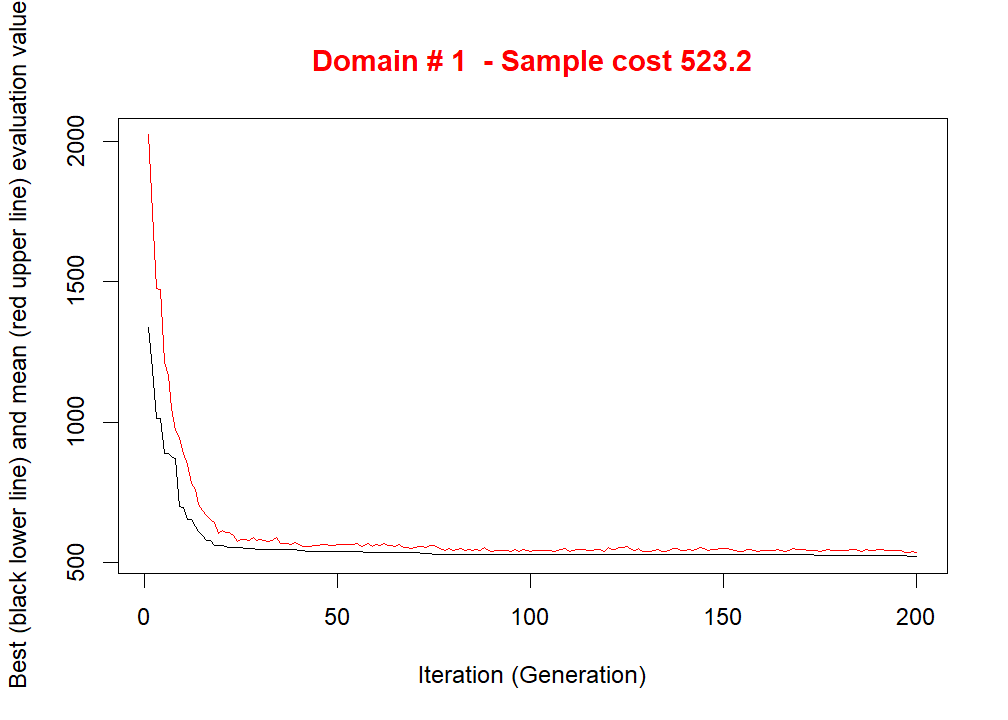 Domain # 1  - Sample cost 523.2
Best (black lower line) and mean (red upper line) evaluation value
2000
1500
1000
500
0 50 100 150 200
Iteration (Generation)